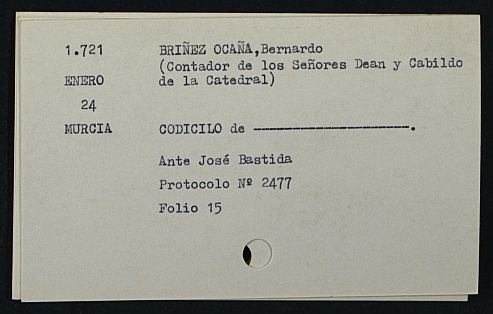 1.721 BRIÑEZ OCAÑA,Bernardo
(Contador de los Señores Dean y Cabildo
ENERO de la Catedral)
24
MURCIA CODICILO de --------------------.
Ante José Bastida
Protocolo Nº 2477
Folio 15